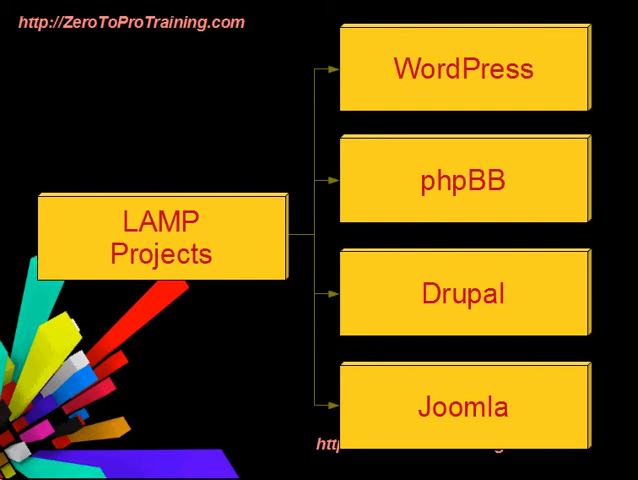 http://ZeroToProTraining.com
WordPress
phpBB
LAMP
Projects
Drupal
Joomla